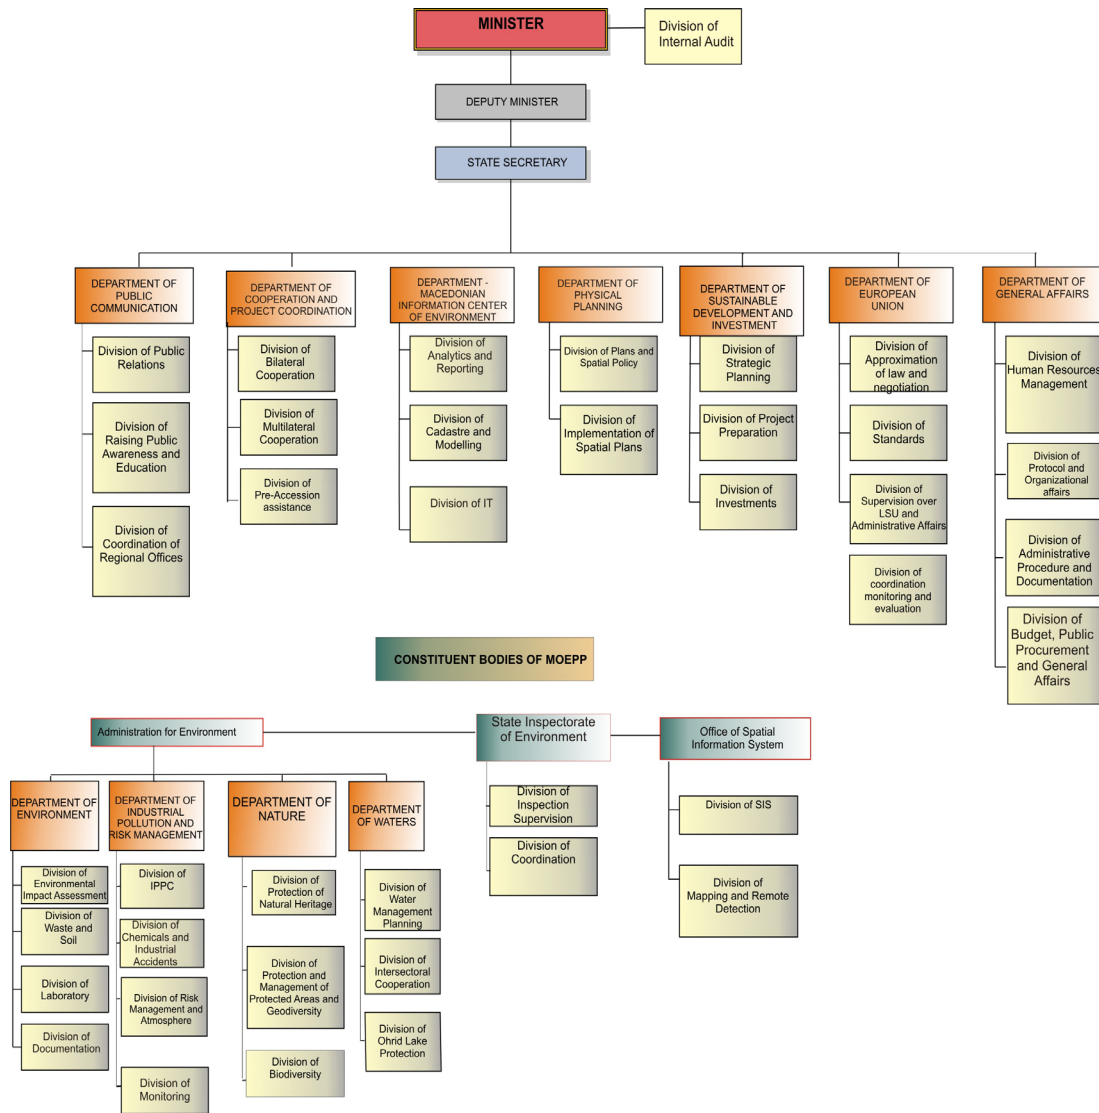 MINISTER
Division of
Internal Audit
DEPUTY MINISTER
STATE SECRETARY
DEPARTMENT OF
PUBLIC
COMMUNICATION
Division of Public
Relations
Division of
Raising Public
Awareness and
Education
Division of
Coordination of
Regional Offices
DEPARTMENT OF
COOPERATION AND
PROJECT COORDINATION
Division of
Bilateral
Cooperation
Division of
Multilateral
Cooperation
Division of
Pre-Accession
assistance
DEPARTMENT -
MACEDONIAN
INFORMATION CENTER
OF ENVIRONMENT
Division of
Analytics and
Reporting
Division of
Cadastre and
Modelling
Division of IT
DEPARTMENT OF
PHYSICAL
PLANNING
Division of Plans and
Spatial Policy
Division of
Implementation of
Spatial Plans
DEPARTMENT OF
SUSTAINABLE
DEVELOPMENT AND
INVESTMENT
Division of
Strategic
Planning
Division of Project
Preparation
Division of
Investments
DEPARTMENT OF
EUROPEAN
UNION
Division of
Approximation
of law and
negotiation
Division of
Standards
Division of
Supervision over
LSU and
Administrative Affairs
Division of
coordination
monitoring and
evaluation
DEPARTMENT OF
GENERAL AFFAIRS
Division of
Human Resources
Management
Division of
Protocol and
Organizational
affairs
Division of
Administrative
Procedure and
Documentation
Division of
Budget, Public
Procurement
and General
Affairs
CONSTITUENT BODIES OF MOEPP
Administration for Environment
State Inspectorate
of Environment
Office of Spatial
Information System
DEPARTMENT OF
ENVIRONMENT
Division of
Environmental
Impact Assessment
Division of
Waste and
Soil
Division of
Laboratory
Division of
Documentation
DEPARTMENT OF
INDUSTRIAL
POLLUTION AND
RISK MANAGEMENT
Division of
IPPC
Division of
Chemicals and
Industrial
Accidents
Division of Risk
Management and
Atmosphere
Division of
Monitoring
DEPARTMENT OF
NATURE
Division of
Protection of
Natural Heritage
Division of
Protection and
Management of
Protected Areas and
Geodiversity
Division of
Biodiversity
DEPARTMENT
OF WATERS
Division of
Water
Management
Planning
Division of
Intersectoral
Cooperation
Division of
Ohrid Lake
Protection
Division of
Inspection
Supervision
Division of
Coordination
Division of SIS
Division of
Mapping and Remote
Detection